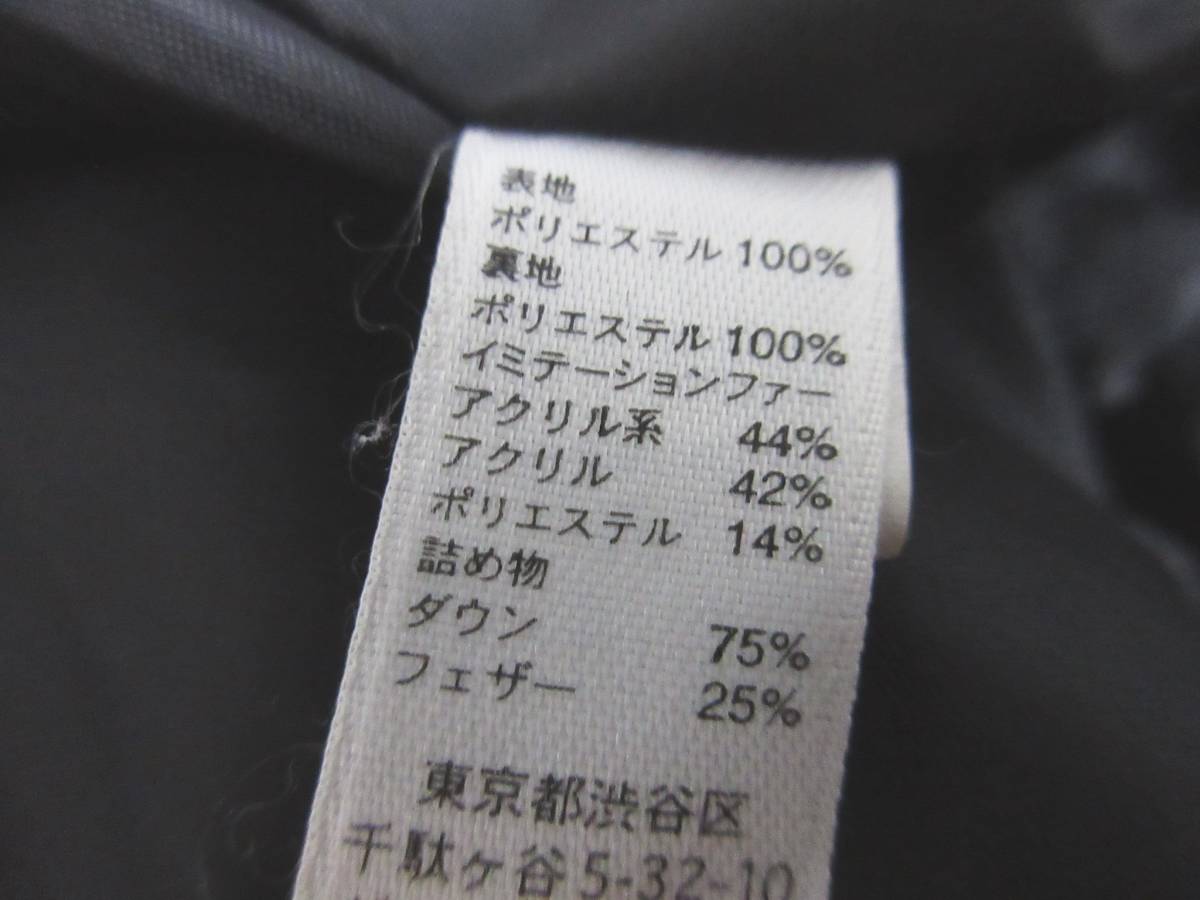 表地
ポリエステル 100%
裏地
ポリエステル 100%
イミテーションファー
アクリル系 44%
アクリル 42%
ポリエステル 14%
詰め物
ダウン 75%
フェザー 25%
東京都渋谷区
千駄ヶ谷5-32-10